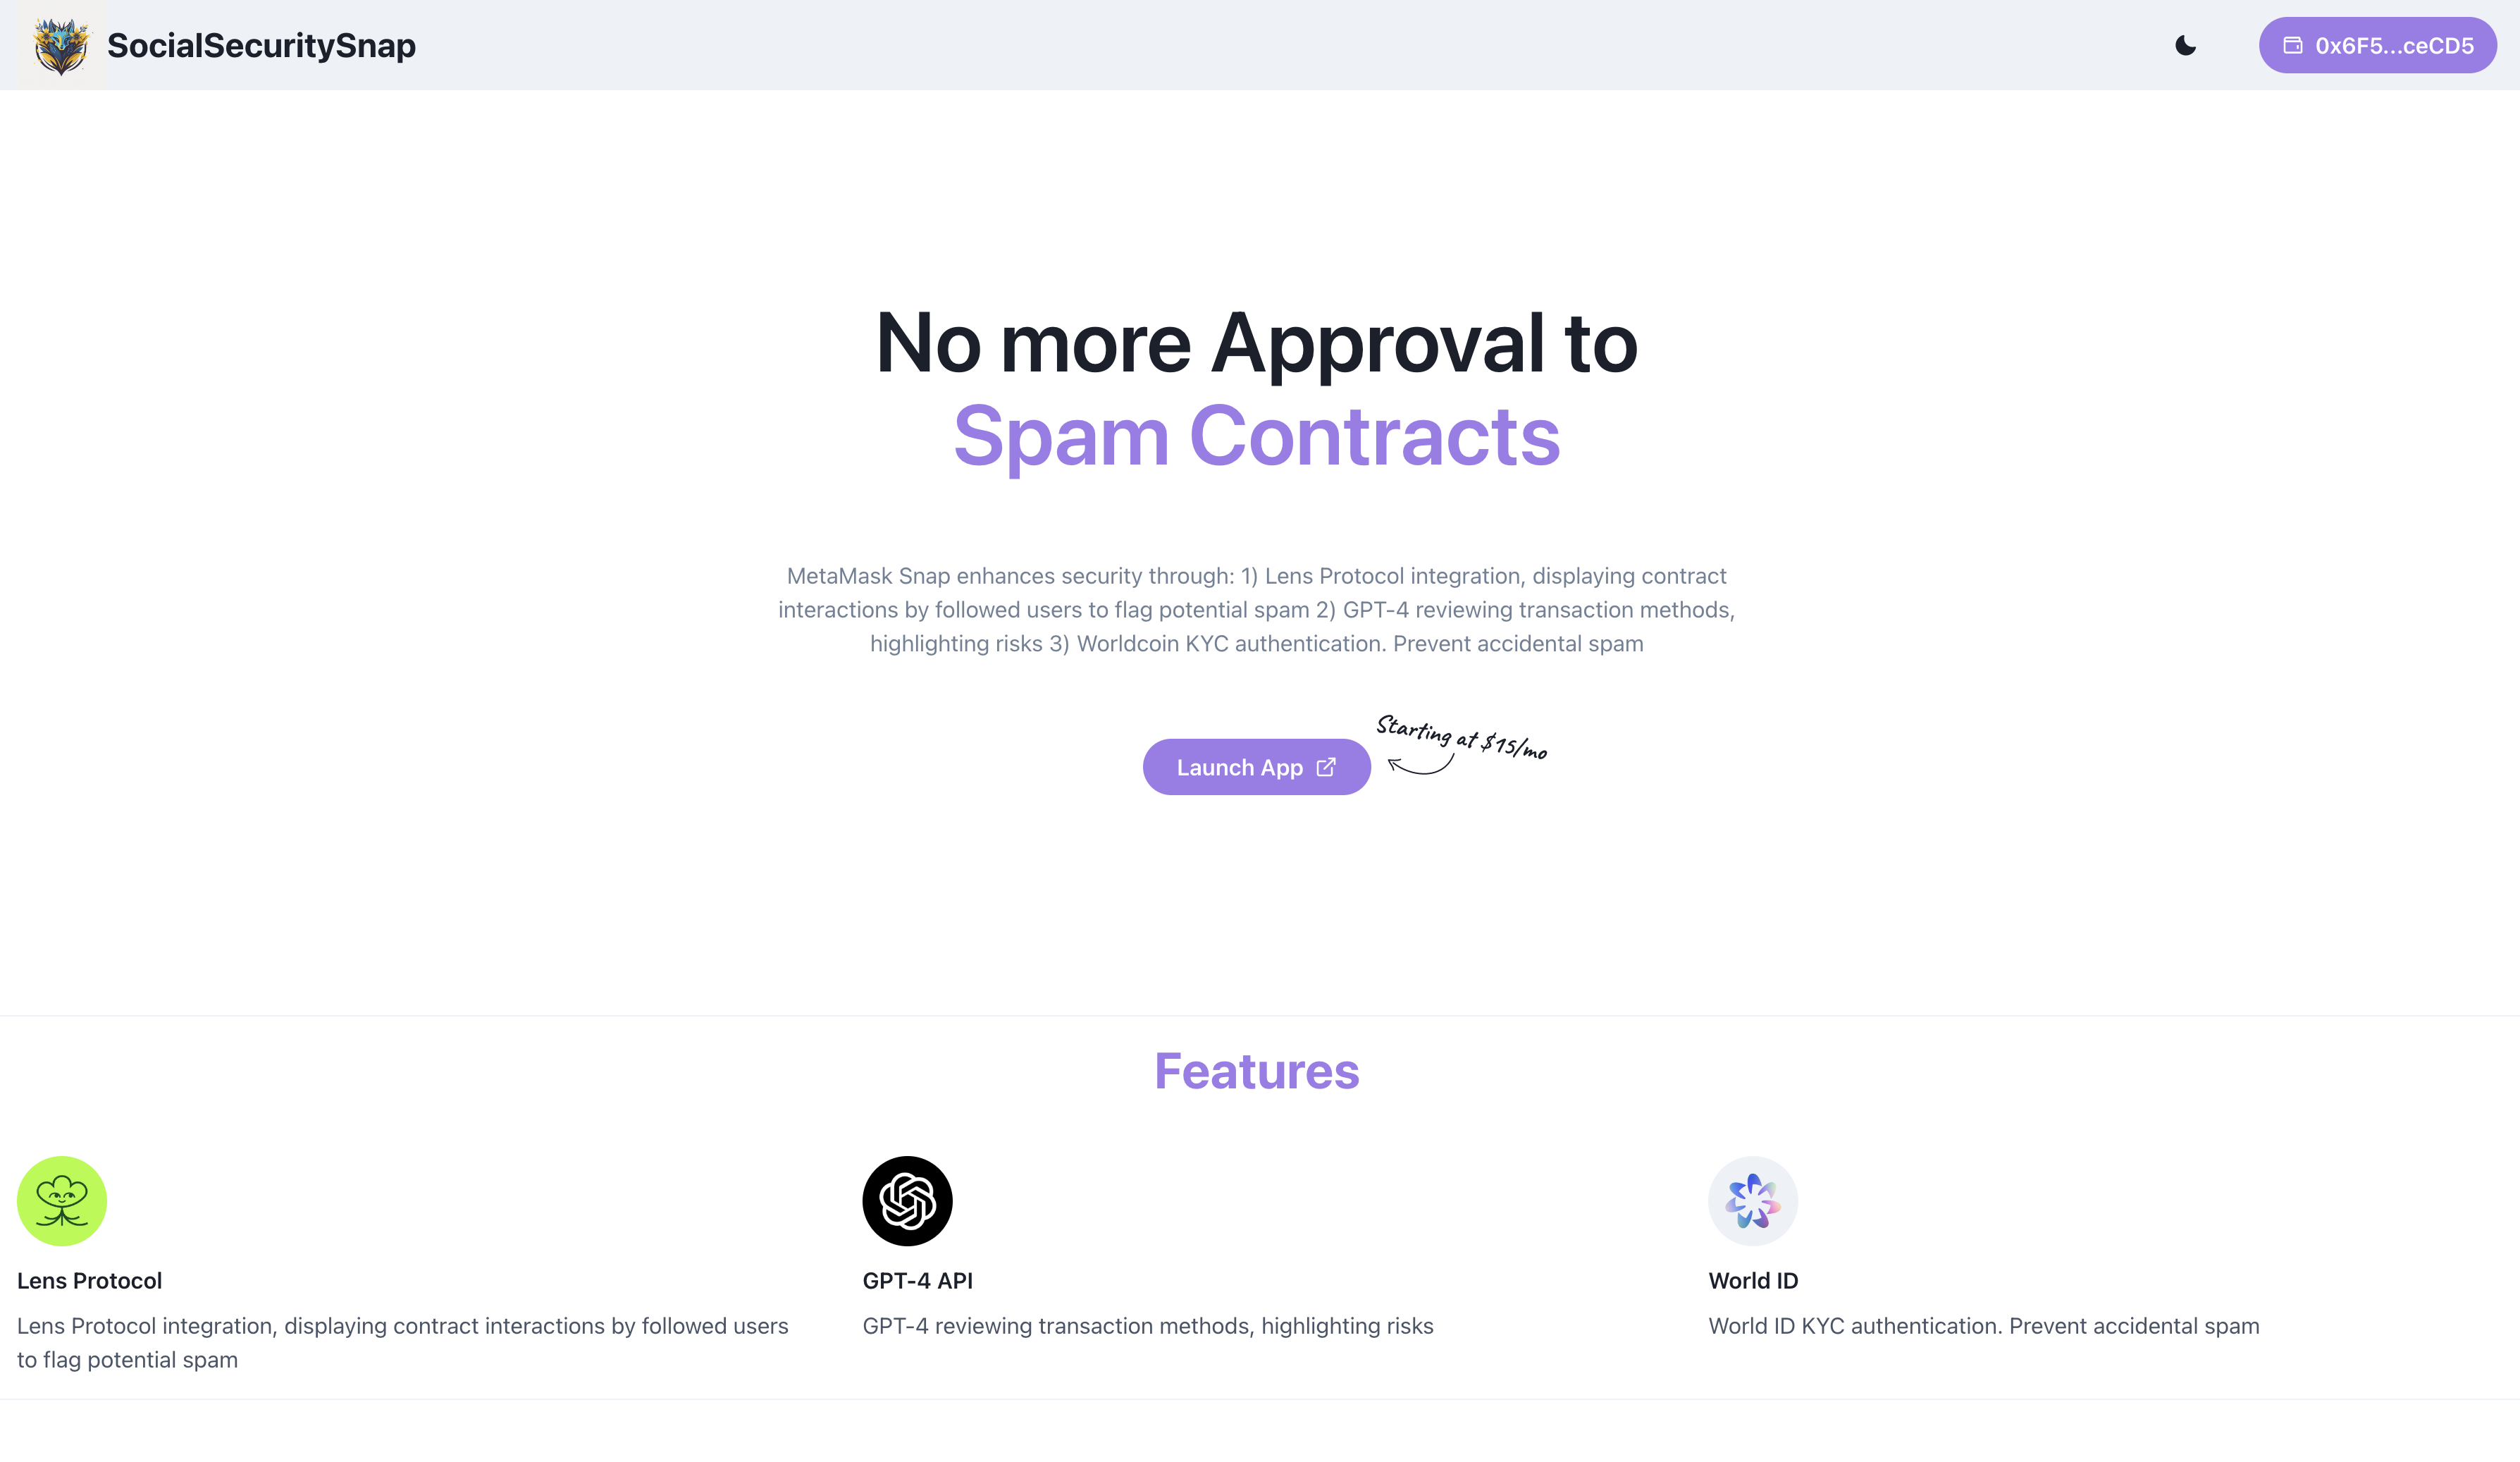 SocialSecuritySnap
0x6F5...ceCD5
No more Approval to
Spam Contracts
MetaMask Snap enhances security through: 1) Lens Protocol integration, displaying contract
interactions by followed users to flag potential spam 2) GPT-4 reviewing transaction methods,
highlighting risks 3) Worldcoin KYC authentication. Prevent accidental spam
Starting at $15/mo
Launch App
Features
Lens Protocol
Lens Protocol integration, displaying contract interactions by followed users
to flag potential spam
GPT-4 API
GPT-4 reviewing transaction methods, highlighting risks
World ID
World ID KYC authentication. Prevent accidental spam